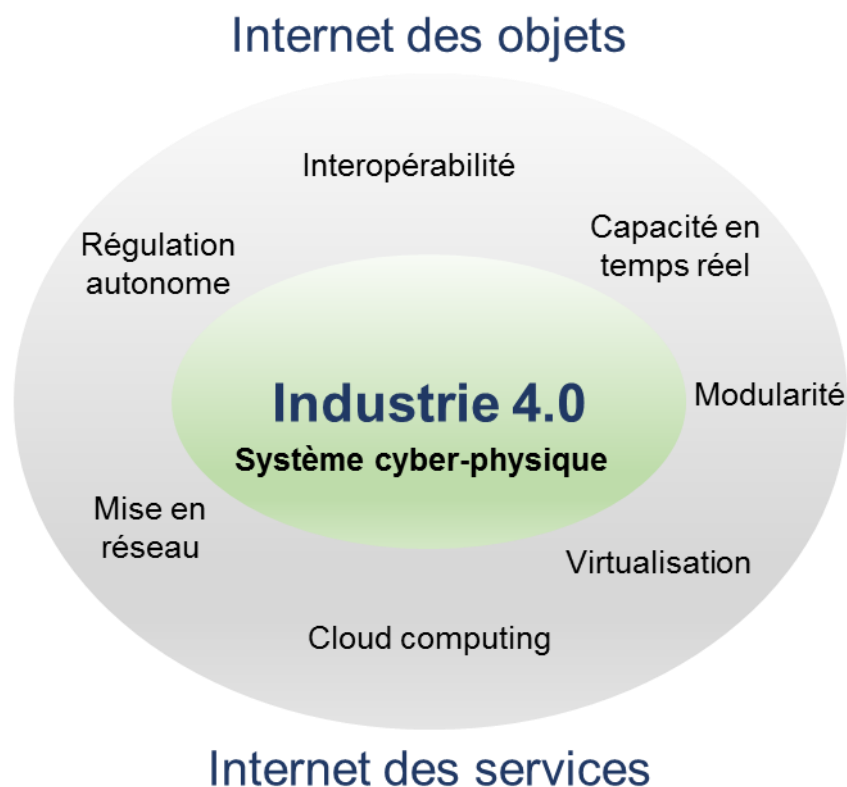 Internet des objets
Interopérabilité
Capacité en
temps réel
Régulation
autonome
Industrie 4.0
Système cyber-physique
Modularité
Mise en
réseau
Virtualisation
Cloud computing
Internet des services